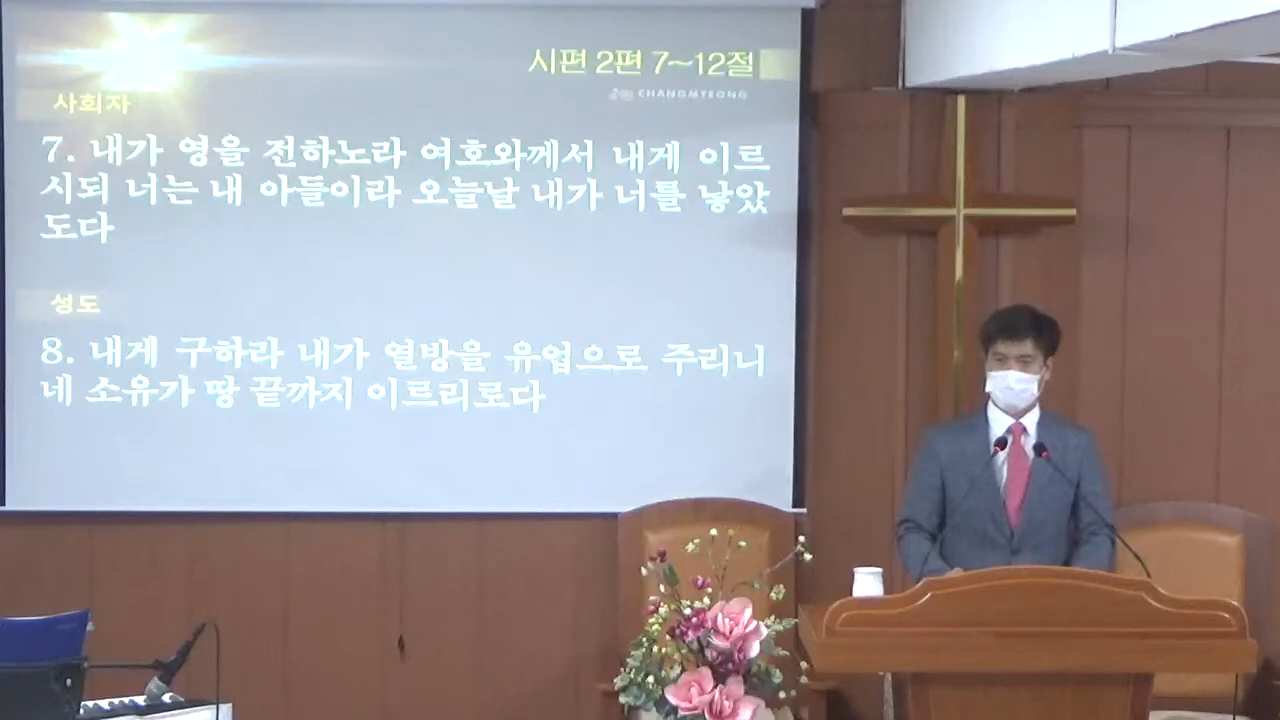 시편 2편 7~12절
CHANGMYEONG
사회자
7. 내가 영을 전하노라 여호와께서 내게 이르
시되 너는 내 아들이라 오늘날 내가 너를 낳았
도다
성도
8. 내게 구하라 내가 열방을 유업으로 주리니
네 소유가 땅 끝까지 이르리로다